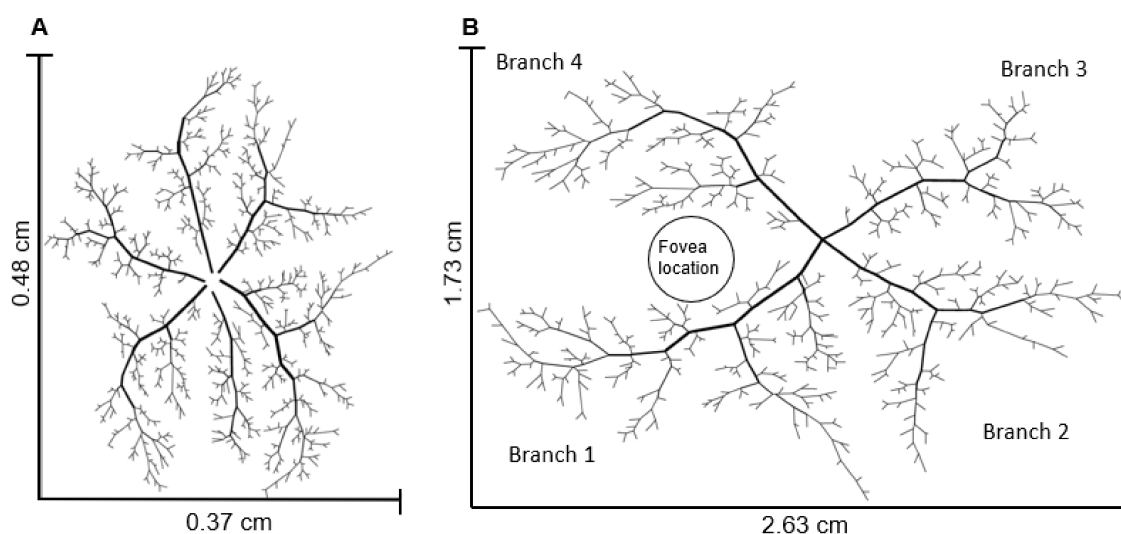 A
B
Branch 4
Branch 3
0.48 cm
1.73 cm
Fovea
location
Branch 2
Branch 1
0.37 cm
2.63 cm